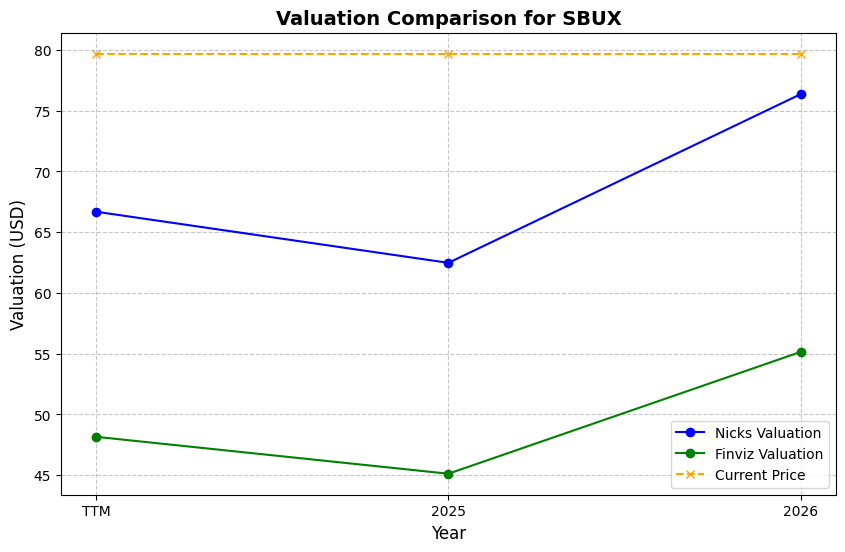 Valuation Comparison for SBUX
Valuation (USD)
80
75
70
65
60
55
50
45
TTM
2025
2026
Year
Nicks Valuation
Finviz Valuation
Current Price